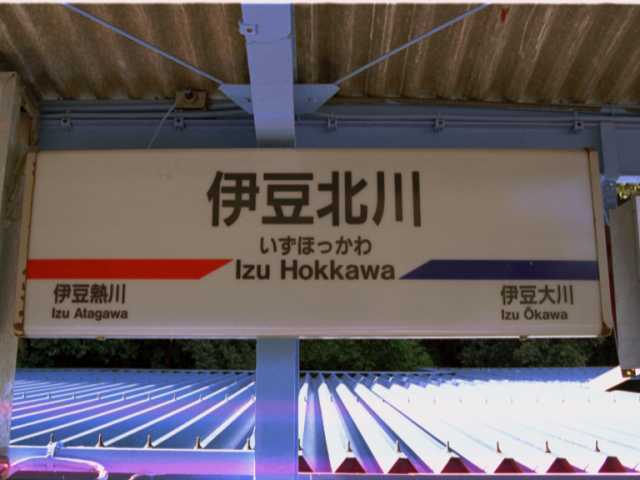 伊豆北川
いずほっかわ
Izu Hokkawa
伊豆熱川
Izu Atagawa
伊豆大川
Izu Ōkawa